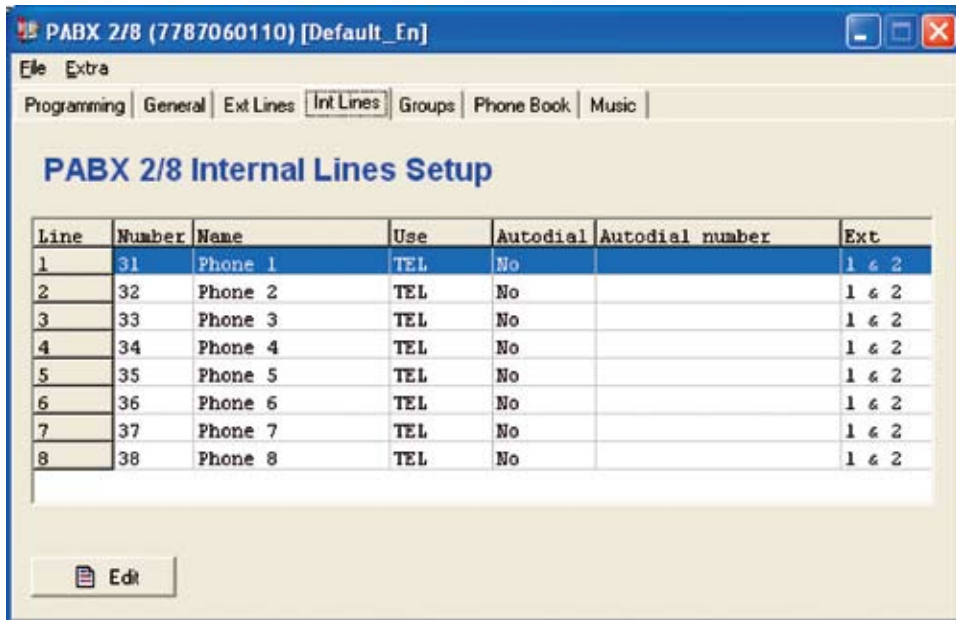 PABX 2/8 (7787060110) [Default_En]
File Extra
Programming General Ext Lines Int Lines Groups Phone Book Music
PABX 2/8 Internal Lines Setup
Line Number Name Use Autodial Autodial number Ext
1 31 Phone 1 TEL No 1 & 2
2 32 Phone 2 TEL No 1 & 2
3 33 Phone 3 TEL No 1 & 2
4 34 Phone 4 TEL No 1 & 2
5 35 Phone 5 TEL No 1 & 2
6 36 Phone 6 TEL No 1 & 2
7 37 Phone 7 TEL No 1 & 2
8 38 Phone 8 TEL No 1 & 2
Edit